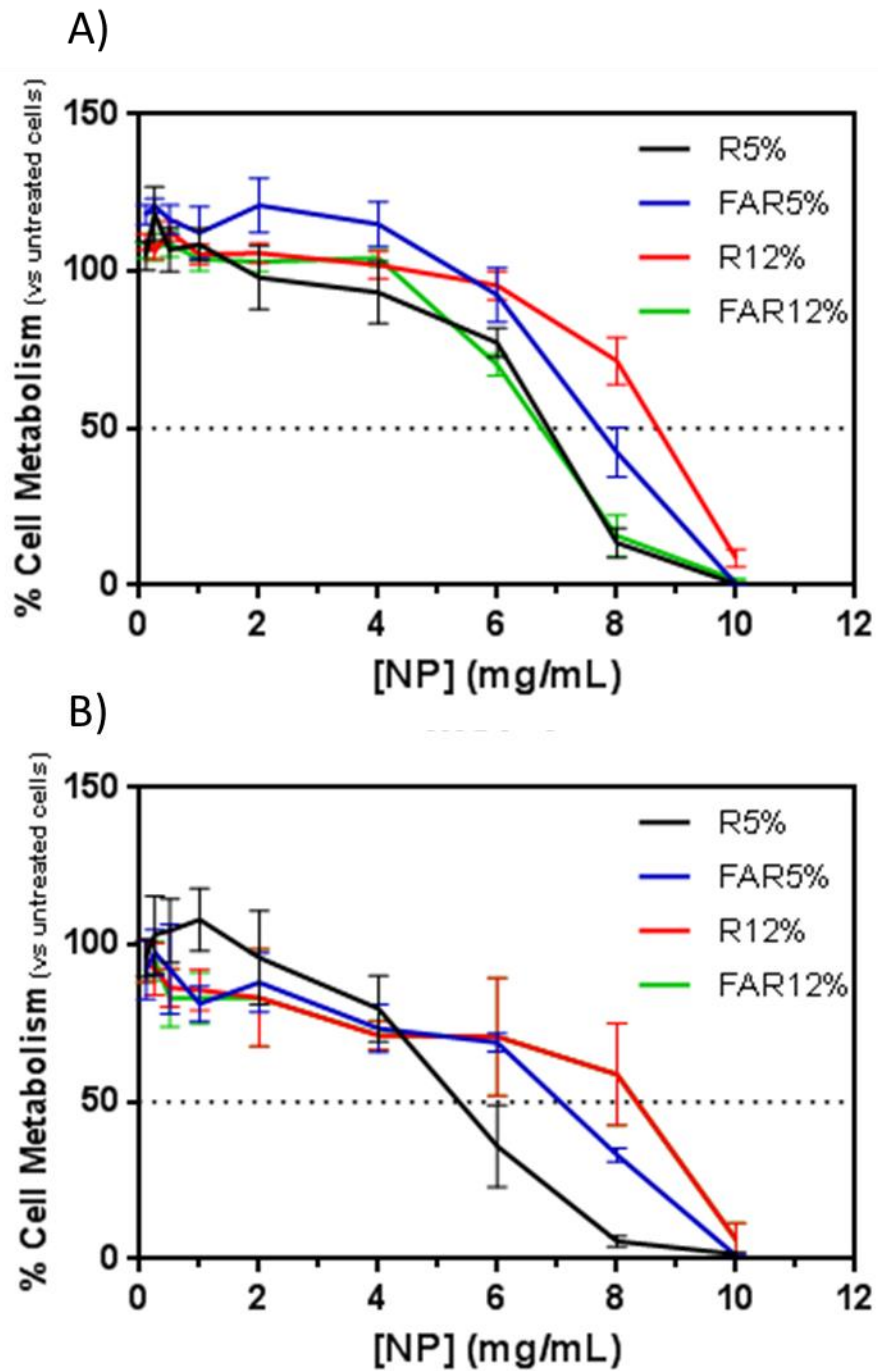 A)
% Cell Metabolism (vs untreated cells)
150
100
50
0
R5%
FAR5%
R12%
FAR12%
0 2 4 6 8 10 12
[NP] (mg/mL)
B)
% Cell Metabolism (vs untreated cells)
150
100
50
0
R5%
FAR5%
R12%
FAR12%
0 2 4 6 8 10 12
[NP] (mg/mL)